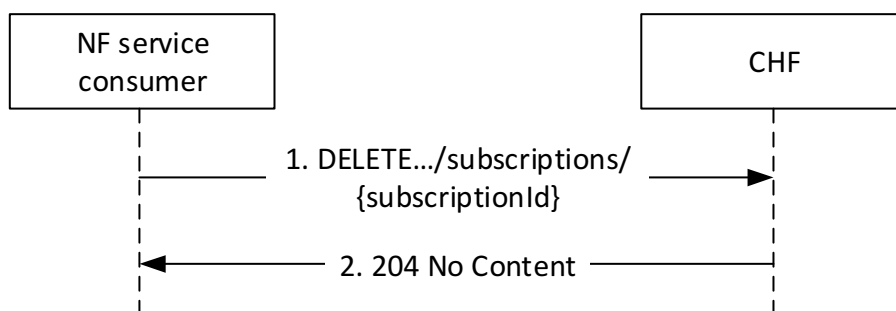 NF service
consumer
CHF
1. DELETE.../subscriptions/
{subscriptionId}
2. 204 No Content